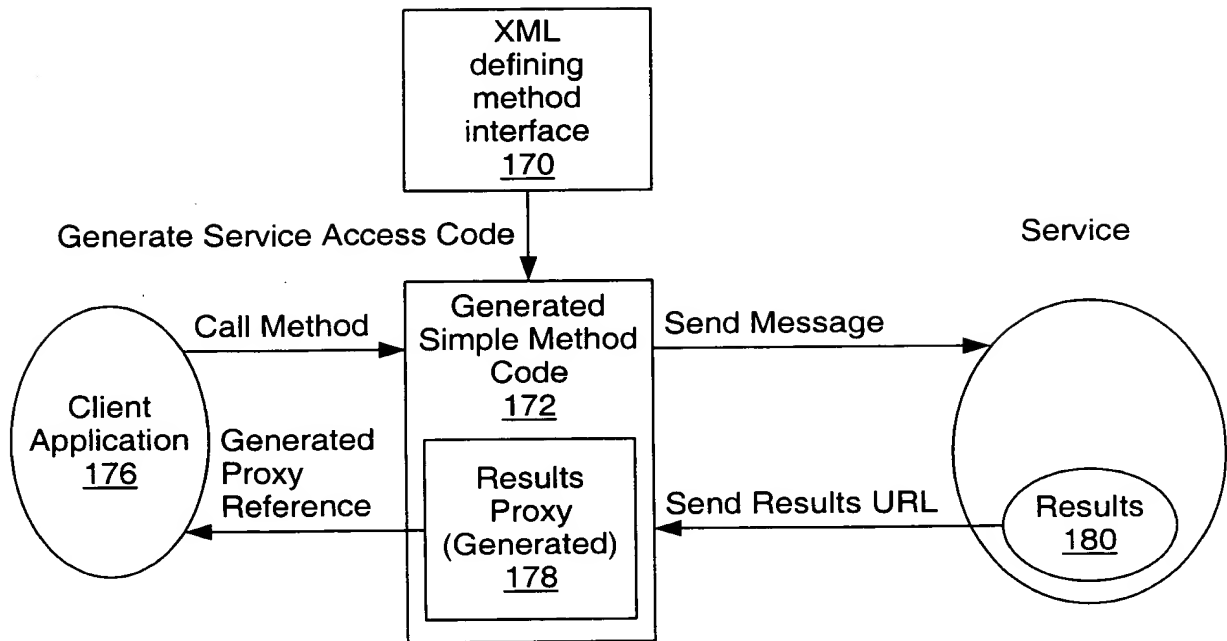 XML
defining
method
interface
170
Generate Service Access Code
Service
Call Method
Generated
Simple Method
Code
172
Send Message
Client
Application
176
Generated
Proxy
Reference
Results
Proxy
(Generated)
178
Send Results URL
Results
180